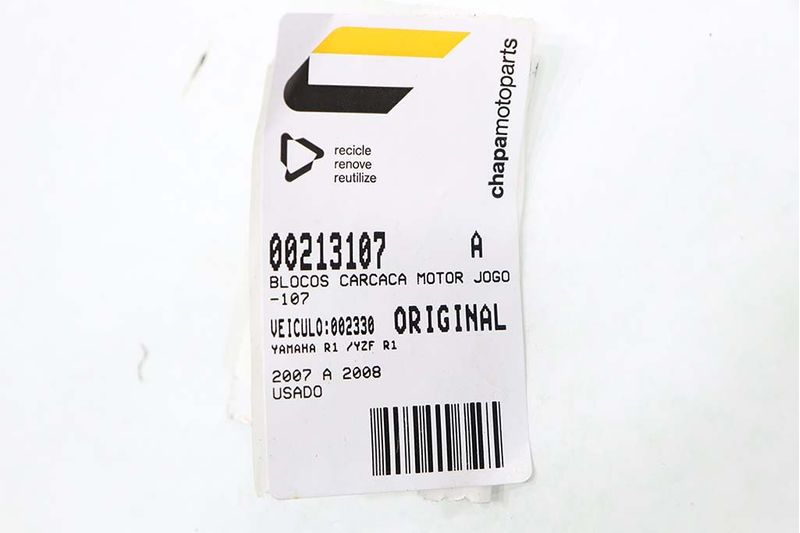 chapamotoparts
recicle
renove
reutilize
00213107 A
BLOCOS CARCACA MOTOR JOGO
-107
VEICULO:002330 ORIGINAL
YAMAHA R1 /YZF R1
2007 A 2008
USADO